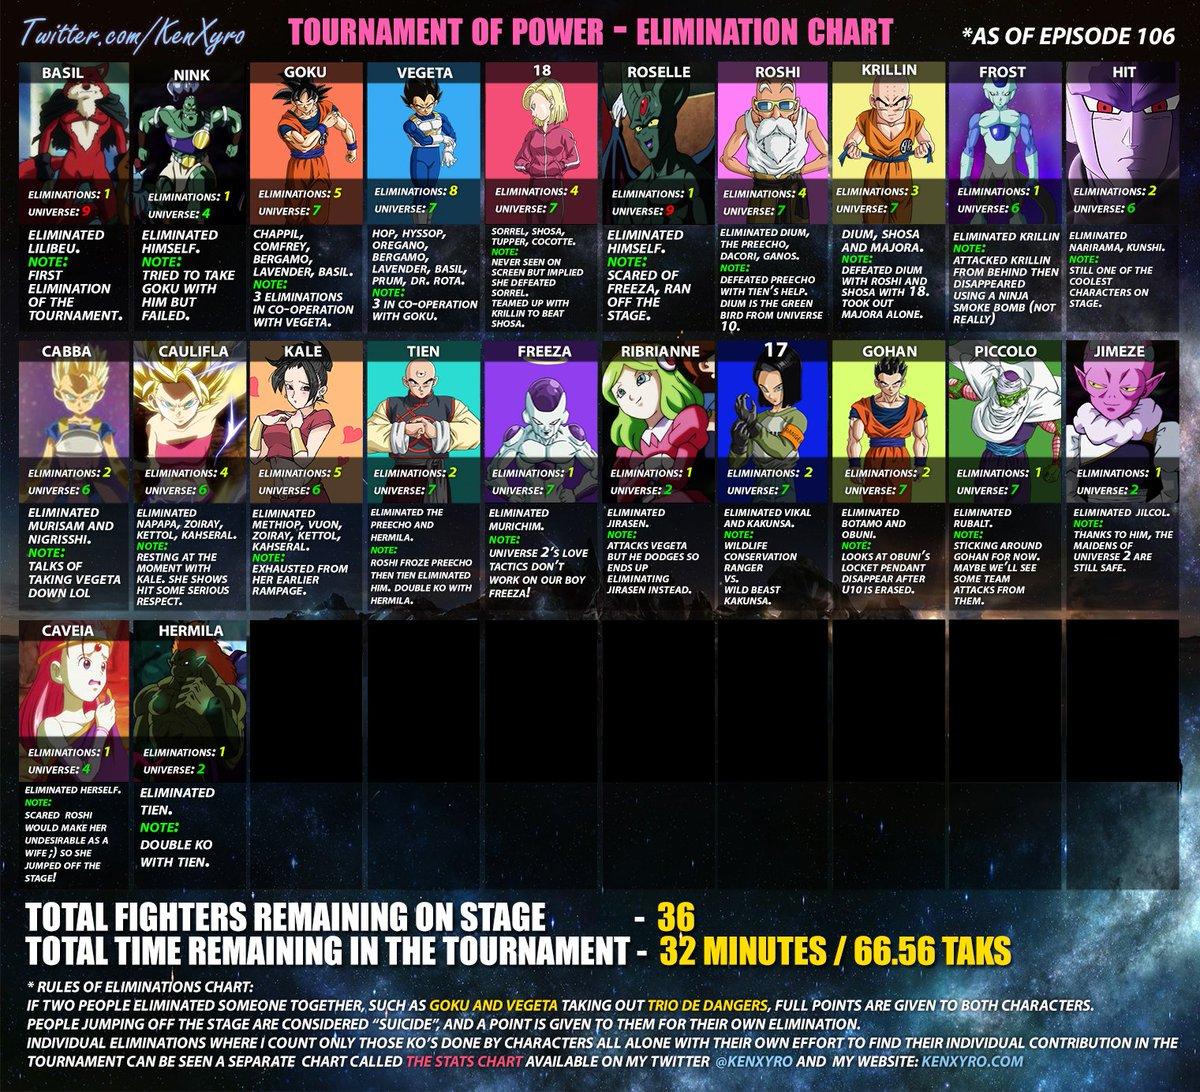 Twitter.com/KenXyro
TOURNAMENT OF POWER - ELIMINATION CHART
*AS OF EPISODE 106
BASIL
ELIMINATIONS: 1
UNIVERSE: 9
ELIMINATED
LILIBEU.
NOTE:
FIRST
ELIMINATION
OF THE
TOURNAMENT.
NINK
ELIMINATIONS: 1
UNIVERSE: 4
ELIMINATED
HIMSELF.
NOTE:
TRIED TO TAKE
GOKU WITH
HIM BUT
FAILED.
GOKU
ELIMINATIONS: 5
UNIVERSE: 7
CHAPPIL,
COMFREY,
BERGAMO,
LAVENDER, BASIL.
NOTE:
3 ELIMINATIONS
IN CO-OPERATION
WITH VEGETA.
VEGETA
ELIMINATIONS: 8
UNIVERSE: 7
HOP, HYSSOP,
OREGANO,
BERGAMO,
LAVENDER, BASIL,
PRUM, DR. ROTA.
NOTE:
3 IN CO-OPERATION
WITH GOKU.
18
ELIMINATIONS: 4
UNIVERSE: 7
SORREL, SHOSA,
TUPPER, COCOTTE.
NOTE:
NEVER SEEN ON
SCREEN BUT IMPLIED
SHE DEFEATED
SORREL.
TEAMED UP WITH
KRILLIN TO BEAT
SHOSA.
ROSELLE
ELIMINATIONS: 1
UNIVERSE: 9
ELIMINATED
HIMSELF.
NOTE:
SCARED OF
FREEZA, RAN
OFF THE
STAGE.
ROSHI
ELIMINATIONS: 4
UNIVERSE: 7
ELIMINATED DIUM,
THE PREECHO,
DACORI, GANOS.
NOTE:
DEFEATED PREECHO
WITH TIEN'S HELP.
DIUM IS THE GREEN
BIRD FROM UNIVERSE
10.
KRILLIN
ELIMINATIONS: 3
UNIVERSE: 7
DIUM, SHOSA
AND MAJORA.
NOTE:
DEFEATED DIUM
WITH ROSHI AND
SHOSA WITH 18.
TOOK OUT
MAJORA ALONE.
FROST
ELIMINATIONS: 1
UNIVERSE: 6
ELIMINATED KRILLIN
NOTE:
ATTACKED KRILLIN
FROM BEHIND THEN
DISAPPEARED
USING A NINJA
SMOKE BOMB (NOT
REALLY)
HIT
ELIMINATIONS: 2
UNIVERSE: 6
ELIMINATED
NARIRAMA, KUNSHI.
NOTE:
STILL ONE OF THE
COOLEST
CHARACTERS ON
STAGE.
CABBA
ELIMINATIONS: 2
UNIVERSE: 6
ELIMINATED
MURISAM AND
NIGRISSHI.
NOTE:
TALKS OF
TAKING VEGETA
DOWN LOL
CAULIFLA
ELIMINATIONS: 4
UNIVERSE: 6
ELIMINATED
NAPAPA, ZOIRAY,
KETTOL, KAHSERAL.
NOTE:
RESTING AT THE
MOMENT WITH
KALE. SHE SHOWS
HIT SOME SERIOUS
RESPECT.
KALE
ELIMINATIONS: 5
UNIVERSE: 6
ELIMINATED
METHIOP, VUON,
ZOIRAY, KETTOL,
KAHSERAL.
NOTE:
EXHAUSTED FROM
HER EARLIER
RAMPAGE.
TIEN
ELIMINATIONS: 2
UNIVERSE: 7
ELIMINATED THE
PREECHO AND
HERMILA.
NOTE:
ROSHI FROZE PREECHO
THEN TIEN ELIMINATED
HIM. DOUBLE KO WITH
HERMILA.
FREEZA
ELIMINATIONS: 1
UNIVERSE: 7
ELIMINATED
MURICHIM.
NOTE:
UNIVERSE 2'S LOVE
TACTICS DON'T
WORK ON OUR BOY
FREEZA!
RIBRIANNE
ELIMINATIONS: 1
UNIVERSE: 2
ELIMINATED
JIRASEN.
NOTE:
ATTACKS VEGETA
BUT HE DODGES SO
ENDS UP
ELIMINATING
JIRASEN INSTEAD.
17
ELIMINATIONS: 2
UNIVERSE: 7
ELIMINATED VIKAL
AND KAKUNSA.
NOTE:
WILDLIFE
CONSERVATION
RANGER
VS.
WILD BEAST
KAKUNSA.
GOHAN
ELIMINATIONS: 2
UNIVERSE: 7
ELIMINATED
BOTAMO AND
OBUNI.
NOTE:
LOOKS AT OBUNI'S
LOCKET PENDANT
DISAPPEAR AFTER
U10 IS ERASED.
PICCOLO
ELIMINATIONS: 1
UNIVERSE: 7
ELIMINATED
RUBALT.
NOTE:
STICKING AROUND
GOHAN FOR NOW.
MAYBE WE'LL SEE
SOME TEAM
ATTACKS FROM
THEM.
JIMEZE
ELIMINATIONS: 1
UNIVERSE: 2
ELIMINATED JILCOL.
NOTE:
THANKS TO HIM, THE
MAIDENS OF
UNIVERSE 2 ARE
STILL SAFE.
CAVEIA
ELIMINATIONS: 1
UNIVERSE: 4
ELIMINATED HERSELF.
NOTE:
SCARED ROSHI
WOULD MAKE HER
UNDESIRABLE AS A
WIFE ;) SO SHE
JUMPED OFF THE
STAGE!
HERMILA
ELIMINATIONS: 1
UNIVERSE: 2
ELIMINATED
TIEN.
NOTE:
DOUBLE KO
WITH TIEN.
TOTAL FIGHTERS REMAINING ON STAGE - 36
TOTAL TIME REMAINING IN THE TOURNAMENT - 32 MINUTES / 66.56 TAKS
* RULES OF ELIMINATIONS CHART:
IF TWO PEOPLE ELIMINATED SOMEONE TOGETHER, SUCH AS GOKU AND VEGETA TAKING OUT TRIO DE DANGERS, FULL POINTS ARE GIVEN TO BOTH CHARACTERS.
PEOPLE JUMPING OFF THE STAGE ARE CONSIDERED "SUICIDE", AND A POINT IS GIVEN TO THEM FOR THEIR OWN ELIMINATION.
INDIVIDUAL ELIMINATIONS WHERE I COUNT ONLY THOSE KO'S DONE BY CHARACTERS ALL ALONE WITH THEIR OWN EFFORT TO FIND THEIR INDIVIDUAL CONTRIBUTION IN THE
TOURNAMENT CAN BE SEEN A SEPARATE CHART CALLED THE STATS CHART AVAILABLE ON MY TWITTER @KENXYRO AND MY WEBSITE: KENXYRO.COM